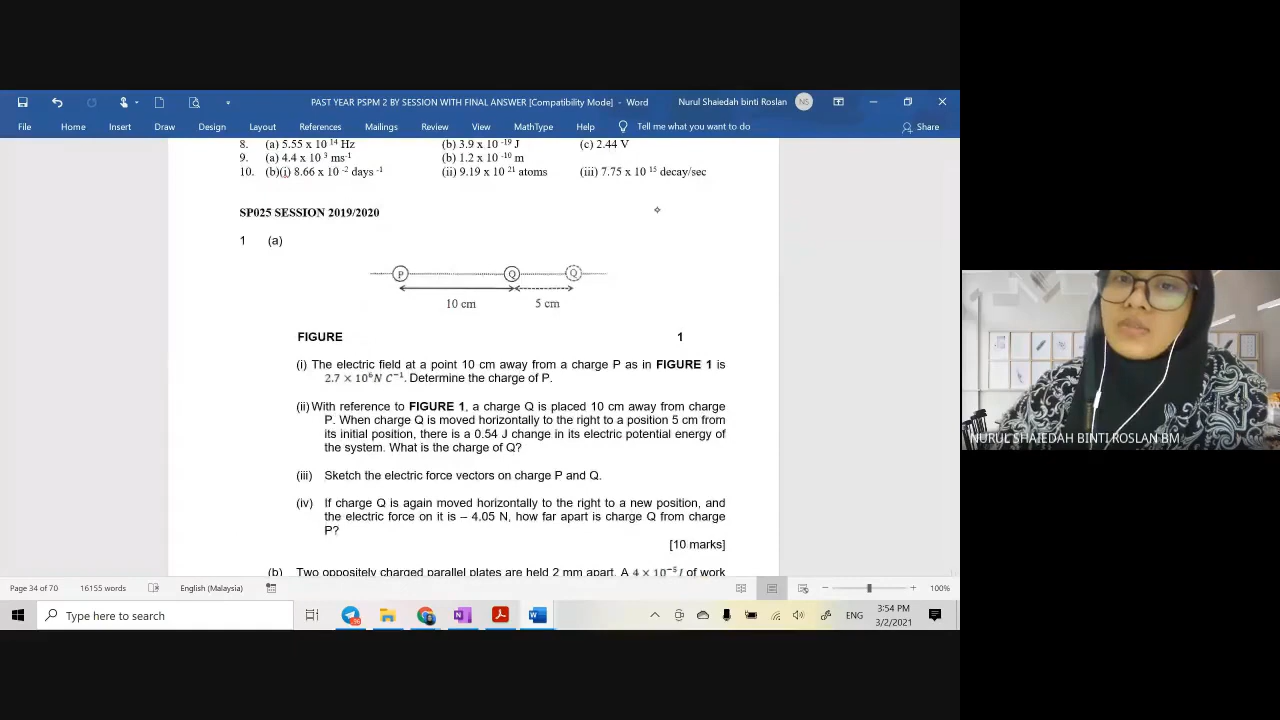 PAST YEAR PSPM 2 BY SESSION WITH FINAL ANSWER [Compatibility Mode] - Word
Nurul Shaiedah binti Roslan
NS
File Home Insert Draw Design Layout References Mailings Review View MathType Help Tell me what you want to do Share
8. (a) 5.55 x 10 14 Hz (b) 3.9 x 10 -19 J (c) 2.44 V
9. (a) 4.4 x 10 3 ms-1 (b) 1.2 x 10 -10 m
10. (b)(i) 8.66 x 10 -2 days -1 (ii) 9.19 x 10 21 atoms (iii) 7.75 x 10 15 decay/sec
SP025 SESSION 2019/2020
1 (a)
P Q Q
10 cm 5 cm
FIGURE 1
(i) The electric field at a point 10 cm away from a charge P as in FIGURE 1 is
2.7 × 10⁶N C⁻¹. Determine the charge of P.
(ii) With reference to FIGURE 1, a charge Q is placed 10 cm away from charge
P. When charge Q is moved horizontally to the right to a position 5 cm from
its initial position, there is a 0.54 J change in its electric potential energy of
the system. What is the charge of Q?
(iii) Sketch the electric force vectors on charge P and Q.
(iv) If charge Q is again moved horizontally to the right to a new position, and
the electric force on it is – 4.05 N, how far apart is charge Q from charge
P?
[10 marks]
(b) Two oppositely charged parallel plates are held 2 mm apart. A 4 × 10⁻⁵J of work
NURUL SHAIEDAH BINTI ROSLAN BM
Page 34 of 70 16155 words English (Malaysia) 100%
Type here to search
ENG
3:54 PM
3/2/2021